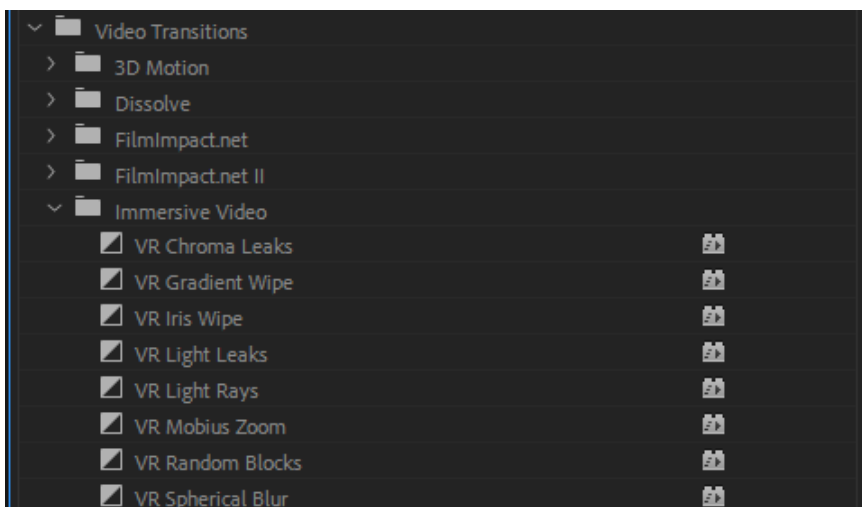 Video Transitions
3D Motion
Dissolve
FilmImpact.net
FilmImpact.net II
Immersive Video
VR Chroma Leaks
VR Gradient Wipe
VR Iris Wipe
VR Light Leaks
VR Light Rays
VR Mobius Zoom
VR Random Blocks
VR Spherical Blur